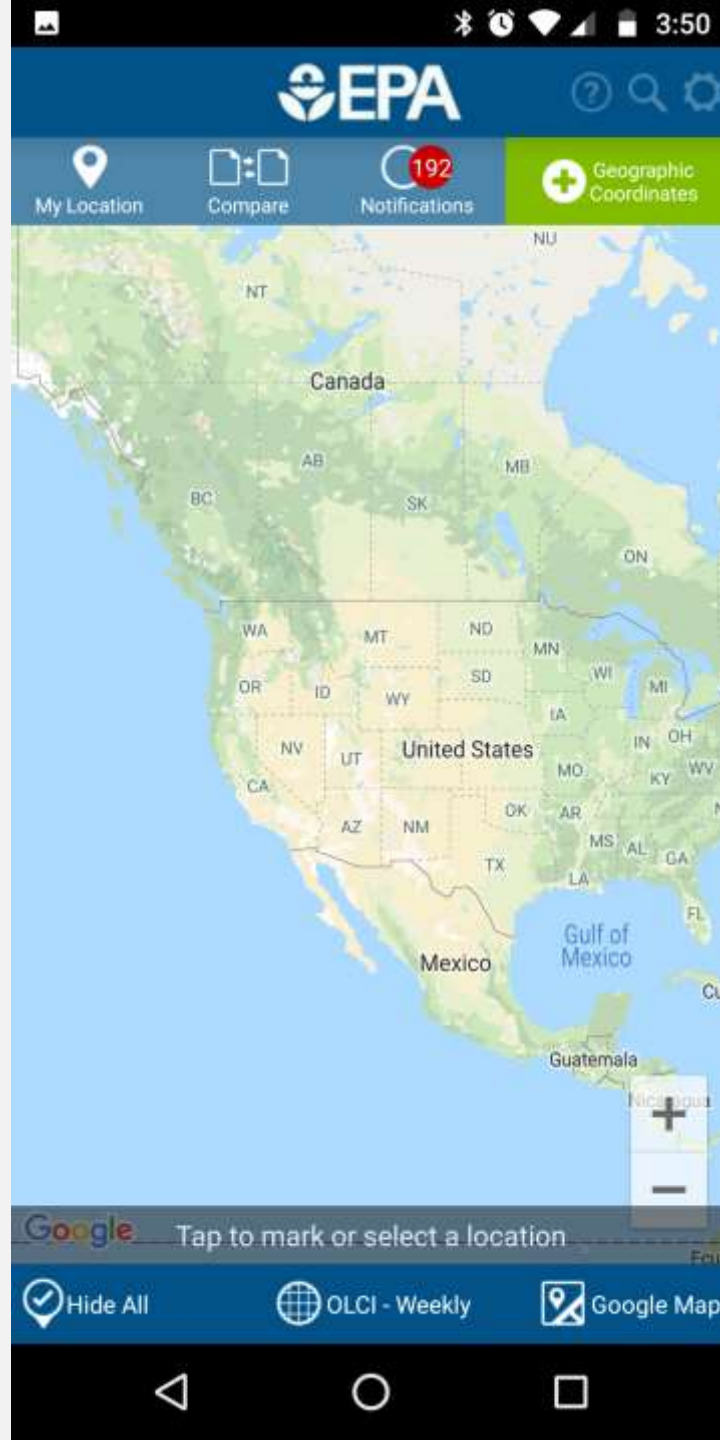 3:50
EPA
My Location
Compare
192
Notifications
Geographic
Coordinates
NU
NT
Canada
AB
MB
BC
SK
ON
WA
MT
ND
MN
OR
ID
SD
WI
MI
WY
IA
NV
UT
United States
IN
OH
CA
MO
KY
WV
AZ
NM
OK
AR
MS
AL
GA
TX
LA
FL
Gulf of
Mexico
Mexico
Cu
Guatemala
Nicaragua
+
−
Google
Tap to mark or select a location
Ecu
Hide All
OLCI - Weekly
Google Map